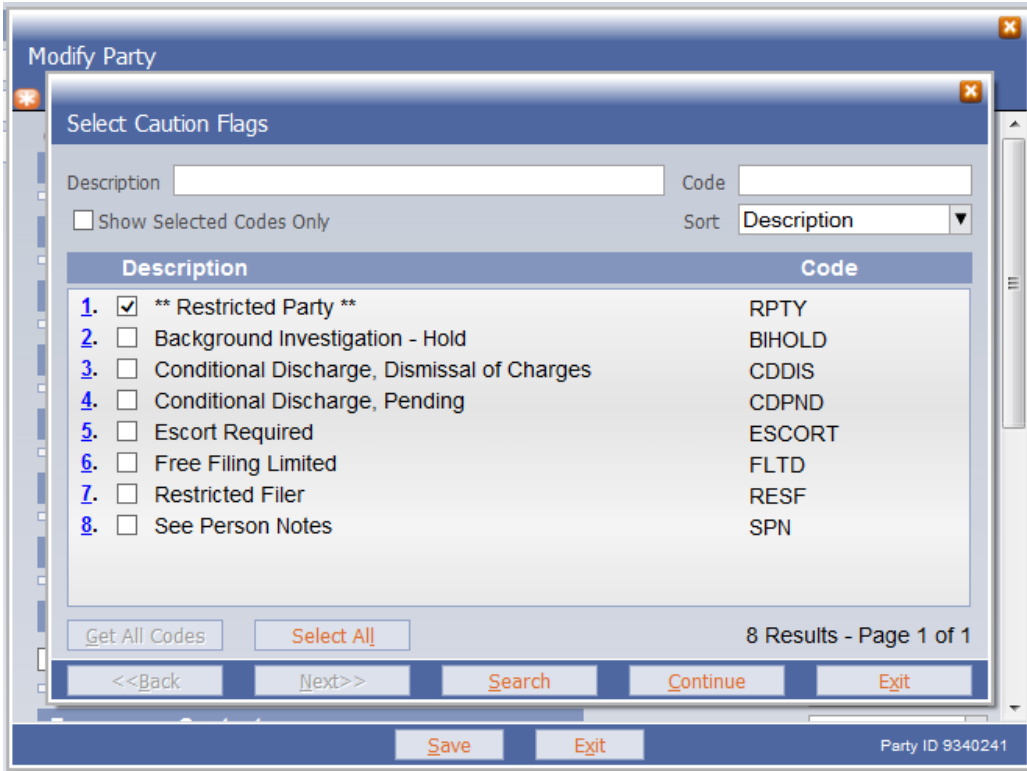 Modify Party
Select Caution Flags
Description Code
Show Selected Codes Only Sort Description
Description Code
1. ** Restricted Party ** RPTY
2. Background Investigation - Hold BIHOLD
3. Conditional Discharge, Dismissal of Charges CDDIS
4. Conditional Discharge, Pending CDPND
5. Escort Required ESCORT
6. Free Filing Limited FLTD
7. Restricted Filer RESF
8. See Person Notes SPN
Get All Codes Select All 8 Results - Page 1 of 1
<<Back Next>> Search Continue Exit
Save Exit Party ID 9340241